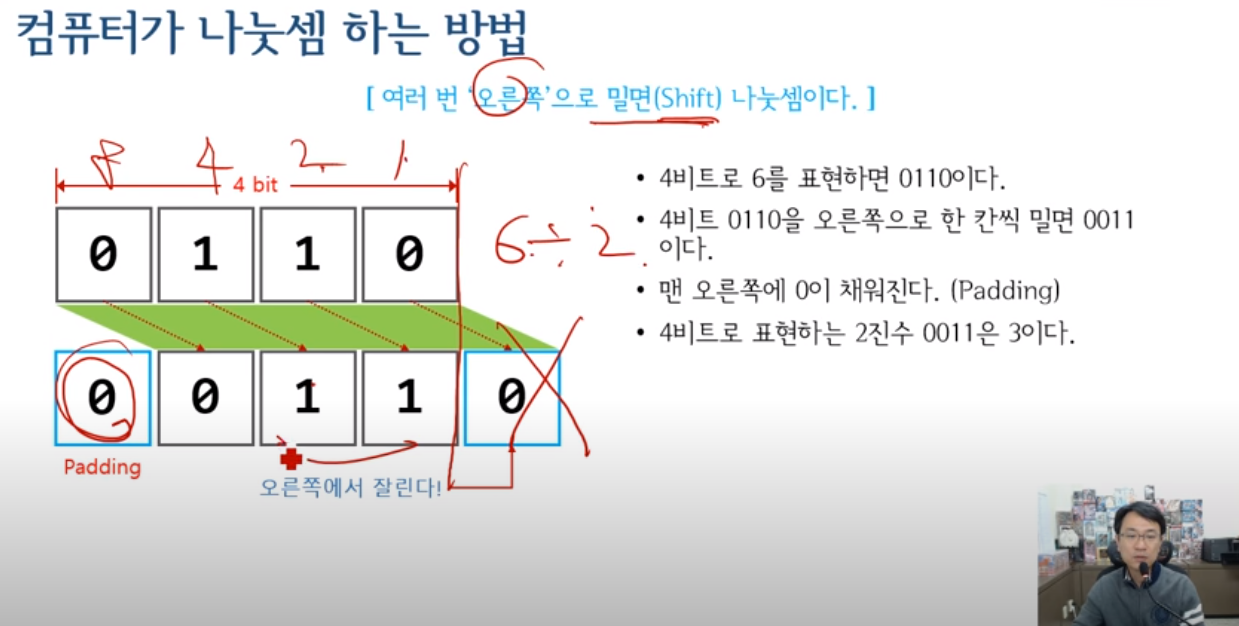 컴퓨터가 나눗셈 하는 방법
[ 여러 번 '오른쪽'으로 밀면(Shift) 나눗셈이다. ]
8 4 2 1
4 bit
0 1 1 0
6 ÷ 2
0 0 1 1 0
Padding
오른쪽에서 잘린다!
• 4비트로 6를 표현하면 0110이다.
• 4비트 0110을 오른쪽으로 한 칸씩 밀면 0011
이다.
• 맨 오른쪽에 0이 채워진다. (Padding)
• 4비트로 표현하는 2진수 0011은 3이다.